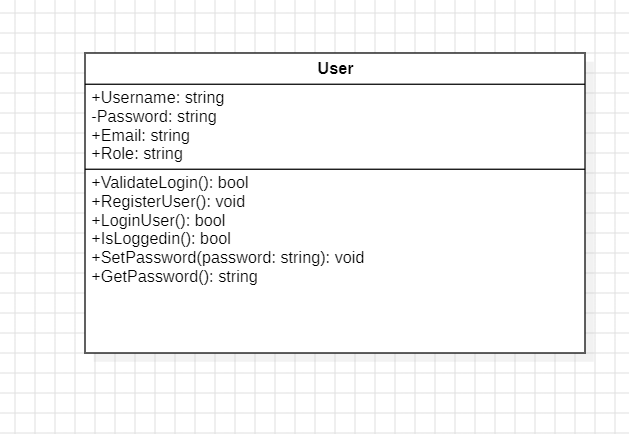 User
+Username: string
-Password: string
+Email: string
+Role: string
+ValidateLogin(): bool
+RegisterUser(): void
+LoginUser(): bool
+IsLoggedin(): bool
+SetPassword(password: string): void
+GetPassword(): string